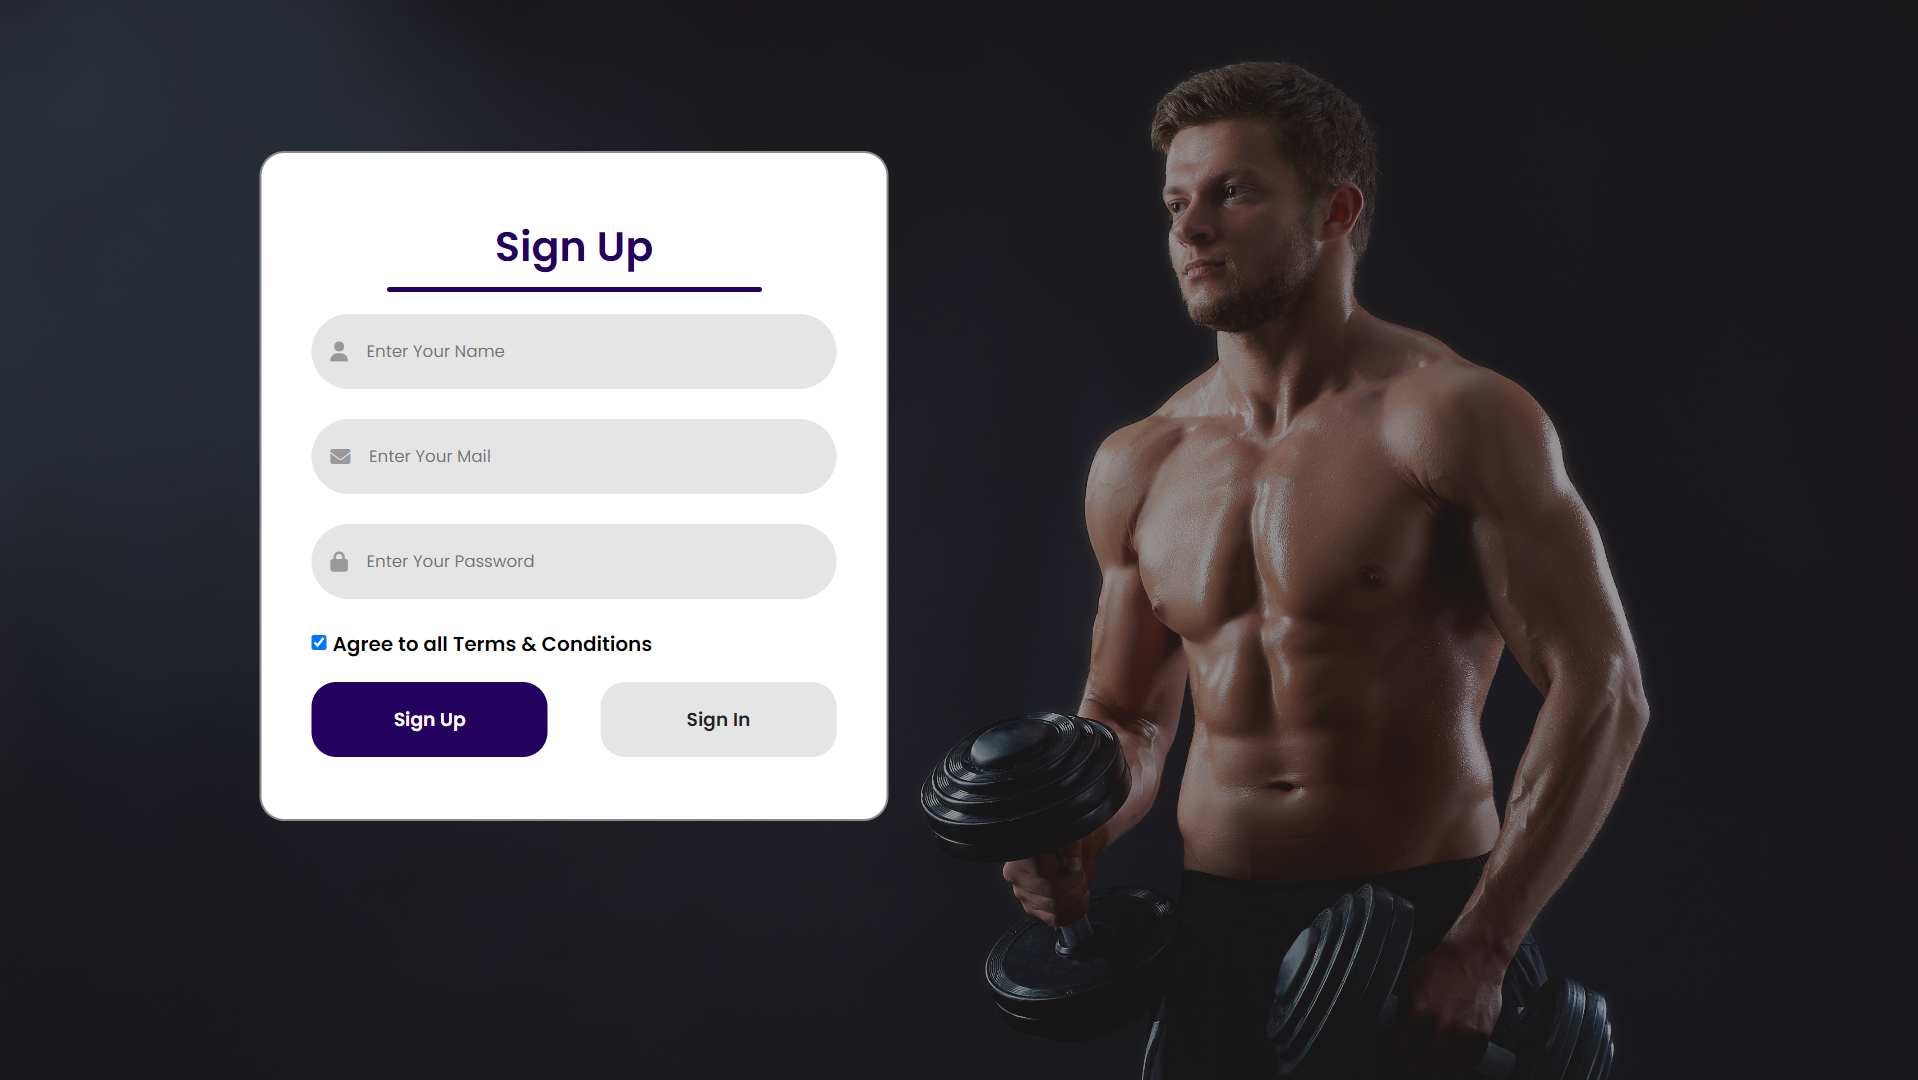 Sign Up
Enter Your Name
Enter Your Mail
Enter Your Password
Agree to all Terms & Conditions
Sign Up
Sign In